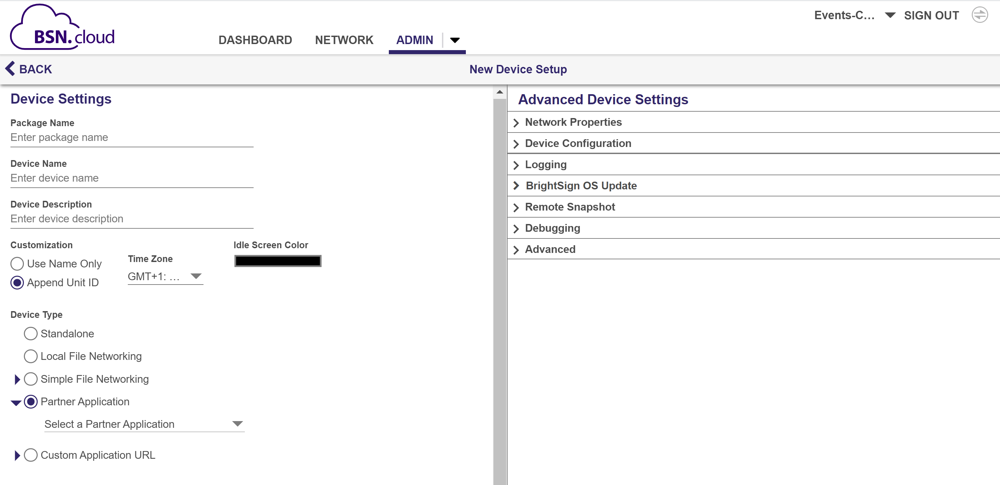 Events-C... SIGN OUT
BSN.cloud
DASHBOARD NETWORK ADMIN
BACK
New Device Setup
Device Settings
Package Name
Enter package name
Device Name
Enter device name
Device Description
Enter device description
Customization
Use Name Only
Append Unit ID
Time Zone
GMT+1: ...
Idle Screen Color
Device Type
Standalone
Local File Networking
Simple File Networking
Partner Application
Select a Partner Application
Custom Application URL
Advanced Device Settings
Network Properties
Device Configuration
Logging
BrightSign OS Update
Remote Snapshot
Debugging
Advanced